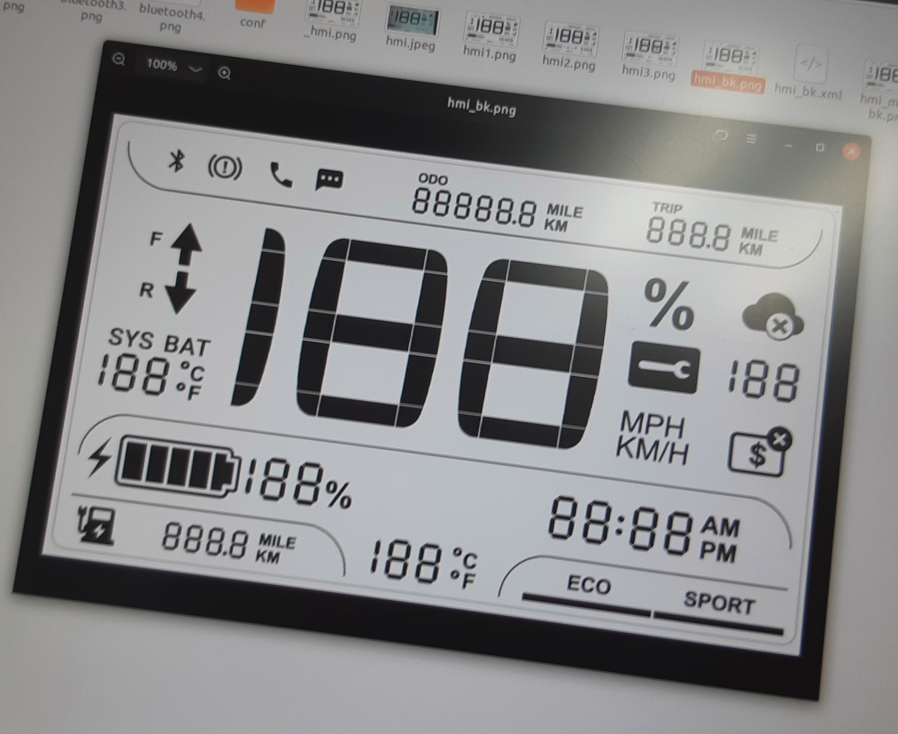 png
bluetooth3.
png
bluetooth4.
png
conf
_hmi.png
hmi.jpeg
hmi1.png
hmi2.png
hmi3.png
hmi_bk.png
hmi_bk.xml
100%
hmi_bk.png
ODO
88888.8 MILE
KM
TRIP
888.8 MILE
KM
F
R
SYS BAT
188 °C
°F
188
%
188
MPH
KM/H
$
188%
88:88 AM
PM
888.8 MILE
KM
188 °C
°F
ECO
SPORT